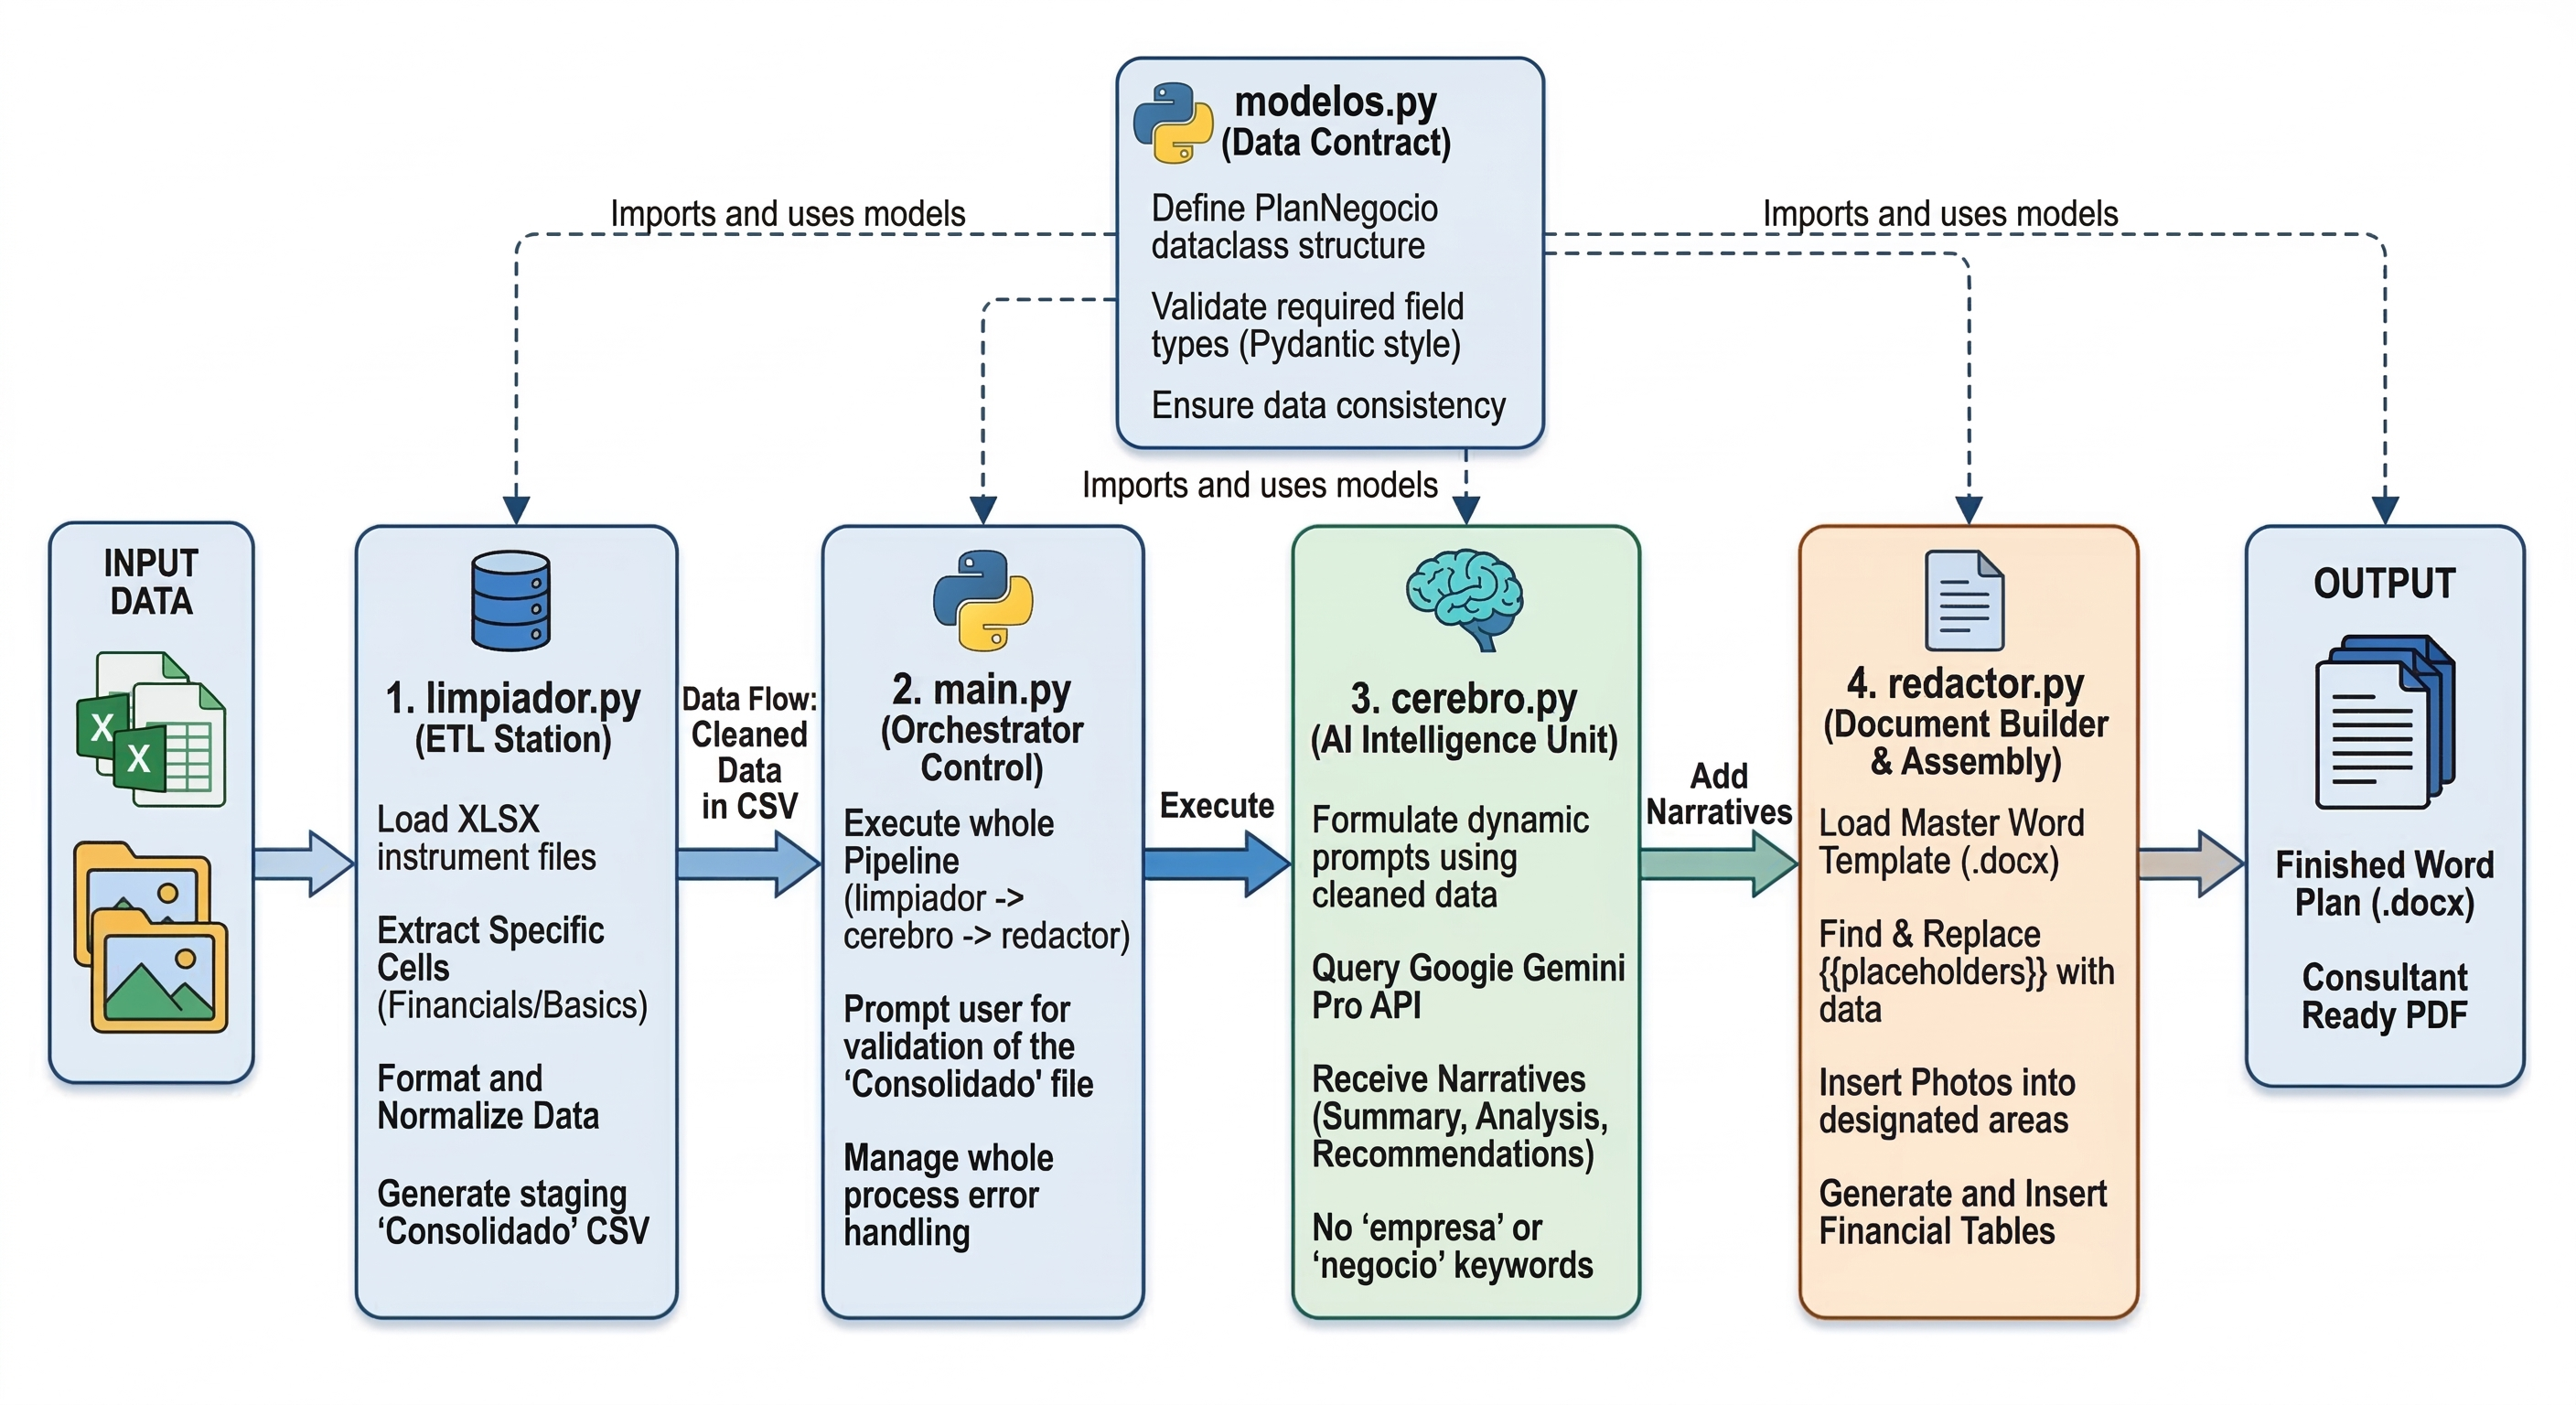 modelos.py
(Data Contract)
Define PlanNegocio
dataclass structure
Validate required field
types (Pydantic style)
Ensure data consistency
Imports and uses models
Imports and uses models
Imports and uses models
INPUT
DATA
X
X
1. limpiador.py
(ETL Station)
Load XLSX
instrument files
Extract Specific
Cells
(Financials/Basics)
Format and
Normalize Data
Generate staging
‘Consolidado’ CSV
Data Flow:
Cleaned
Data
in CSV
2. main.py
(Orchestrator
Control)
Execute whole
Pipeline
(limpiador ->
cerebro -> redactor)
Prompt user for
validation of the
‘Consolidado' file
Manage whole
process error
handling
Execute
3. cerebro.py
(AI Intelligence Unit)
Formulate dynamic
prompts using
cleaned data
Query Googie Gemini
Pro API
Receive Narratives
(Summary, Analysis,
Recommendations)
No ‘empresa’ or
‘negocio’ keywords
Add
Narratives
4. redactor.py
(Document Builder
& Assembly)
Load Master Word
Template (.docx)
Find & Replace
{{placeholders}} with
data
Insert Photos into
designated areas
Generate and Insert
Financial Tables
OUTPUT
Finished Word
Plan (.docx)
Consultant
Ready PDF